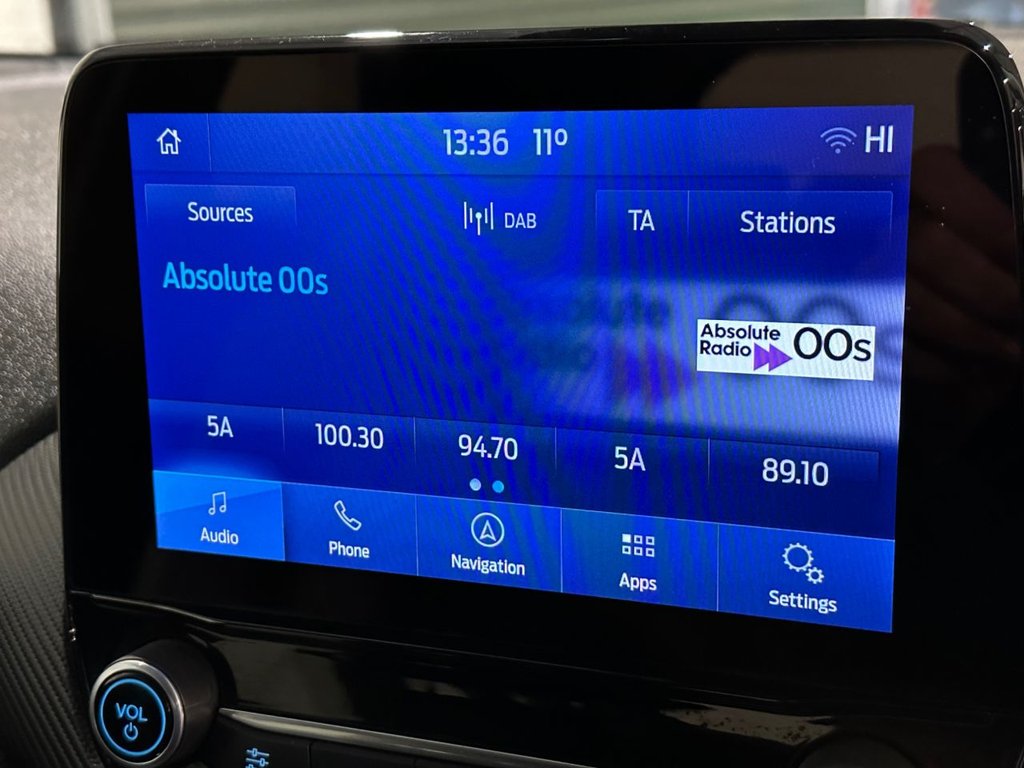 13:36 11° HI
Sources DAB TA Stations
Absolute 00s
Absolute
Radio 00s
5A 100.30 94.70 5A 89.10
Audio Phone Navigation Apps Settings
VOL